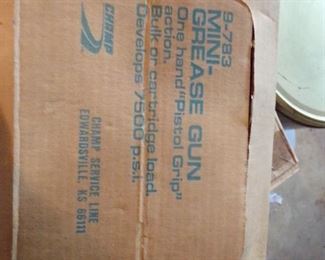 9-783
MINI-
GREASE GUN
One hand "Pistol Grip"
action.
Bulk or cartridge load.
Develops 7500 p.s.i.
CHAMP
CHAMP SERVICE LINE
EDWARDSVILLE, KS 66111